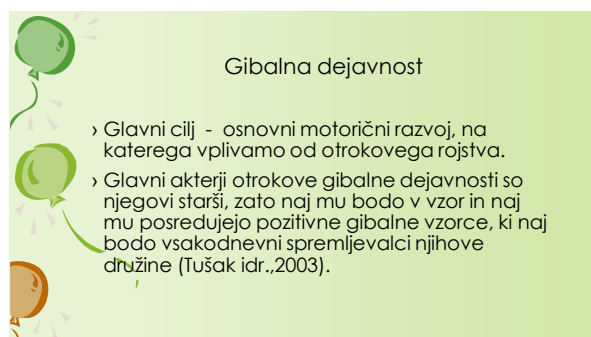 Gibalna dejavnost
› Glavni cilj - osnovni motorični razvoj, na
katerega vplivamo od otrokovega rojstva.
› Glavni akterji otrokove gibalne dejavnosti so
njegovi starši, zato naj mu bodo v vzor in naj
mu posredujejo pozitivne gibalne vzorce, ki naj
bodo vsakodnevni spremljevalci njihove
družine (Tušak idr.,2003).